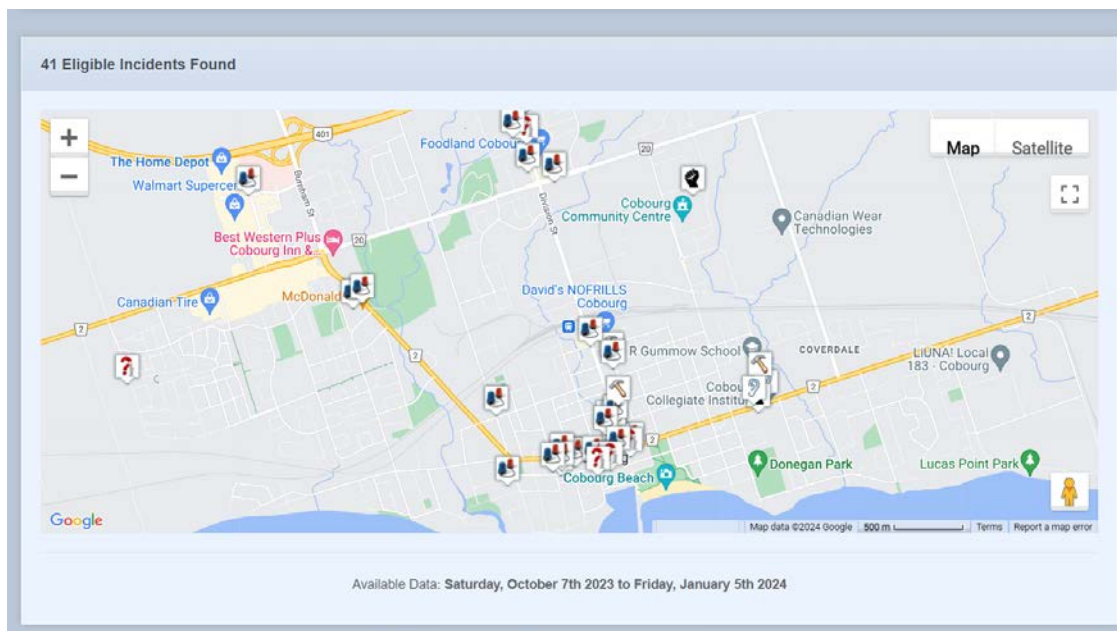 41 Eligible Incidents Found
+
401
Foodland Cobou
20
Map Satellite
The Home Depot
−
Walmart Superce
Burnham St
Cobourg
Community Centre
Division St
Canadian Wear
Technologies
Best Western Plus
Cobourg Inn &...
20
Canadian Tire
McDonald
David's NOFRILLS
Cobourg
2
2
2
R Gummow School
COVERDALE
LIUNA! Local
183 - Cobourg
?
C
Cobou
Collegiate Institu
2
2
?
Donegan Park
Lucas Point Park
Cobourg Beach
Google
Map data ©2024 Google 500 m Terms Report a map error
Available Data: Saturday, October 7th 2023 to Friday, January 5th 2024